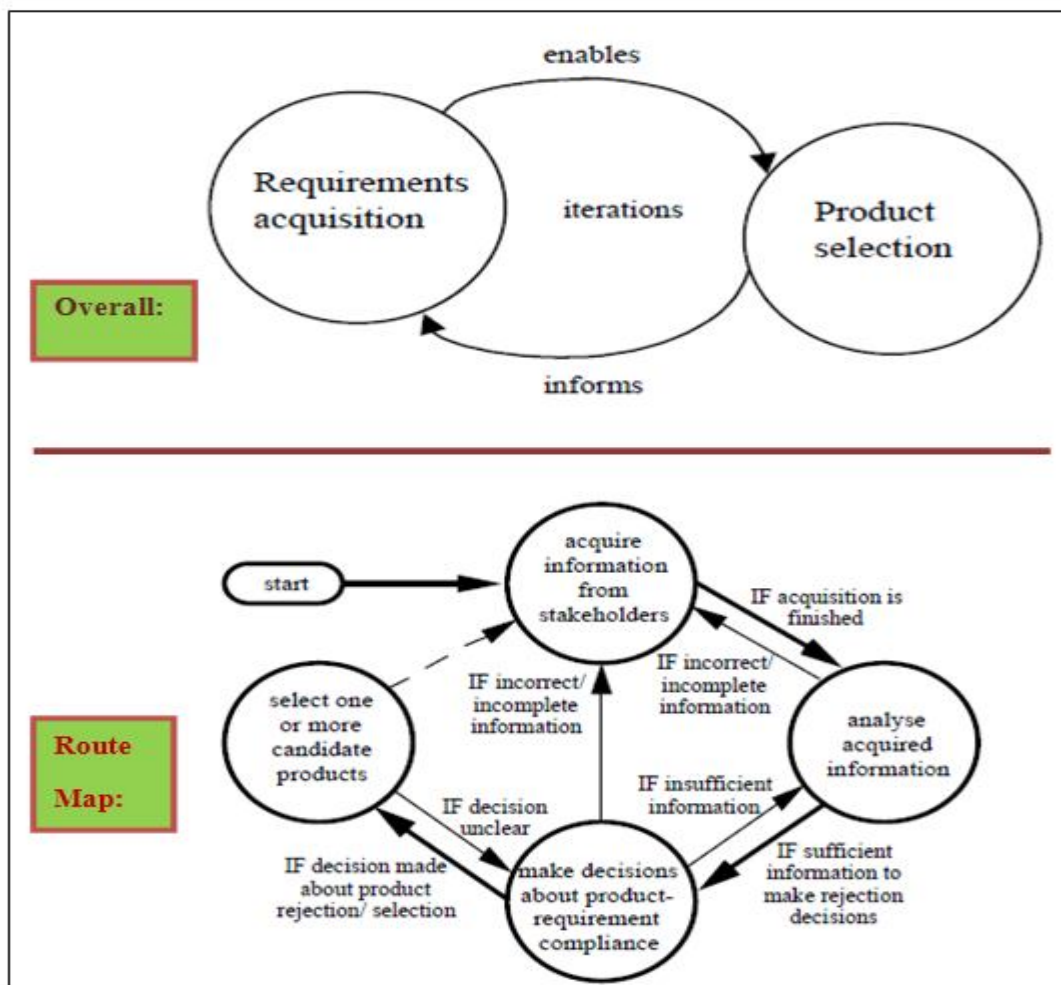 enables
Requirements
acquisition
iterations
Product
selection
Overall:
informs
start
acquire
information
from
stakeholders
IF acquisition is
finished
IF incorrect/
incomplete
information
IF incorrect/
incomplete
information
select one
or more
candidate
products
analyse
acquired
information
Route
Map:
IF decision
unclear
IF insufficient
information
IF decision made
about product
rejection/ selection
make decisions
about product-
requirement
compliance
IF sufficient
information to
make rejection
decisions